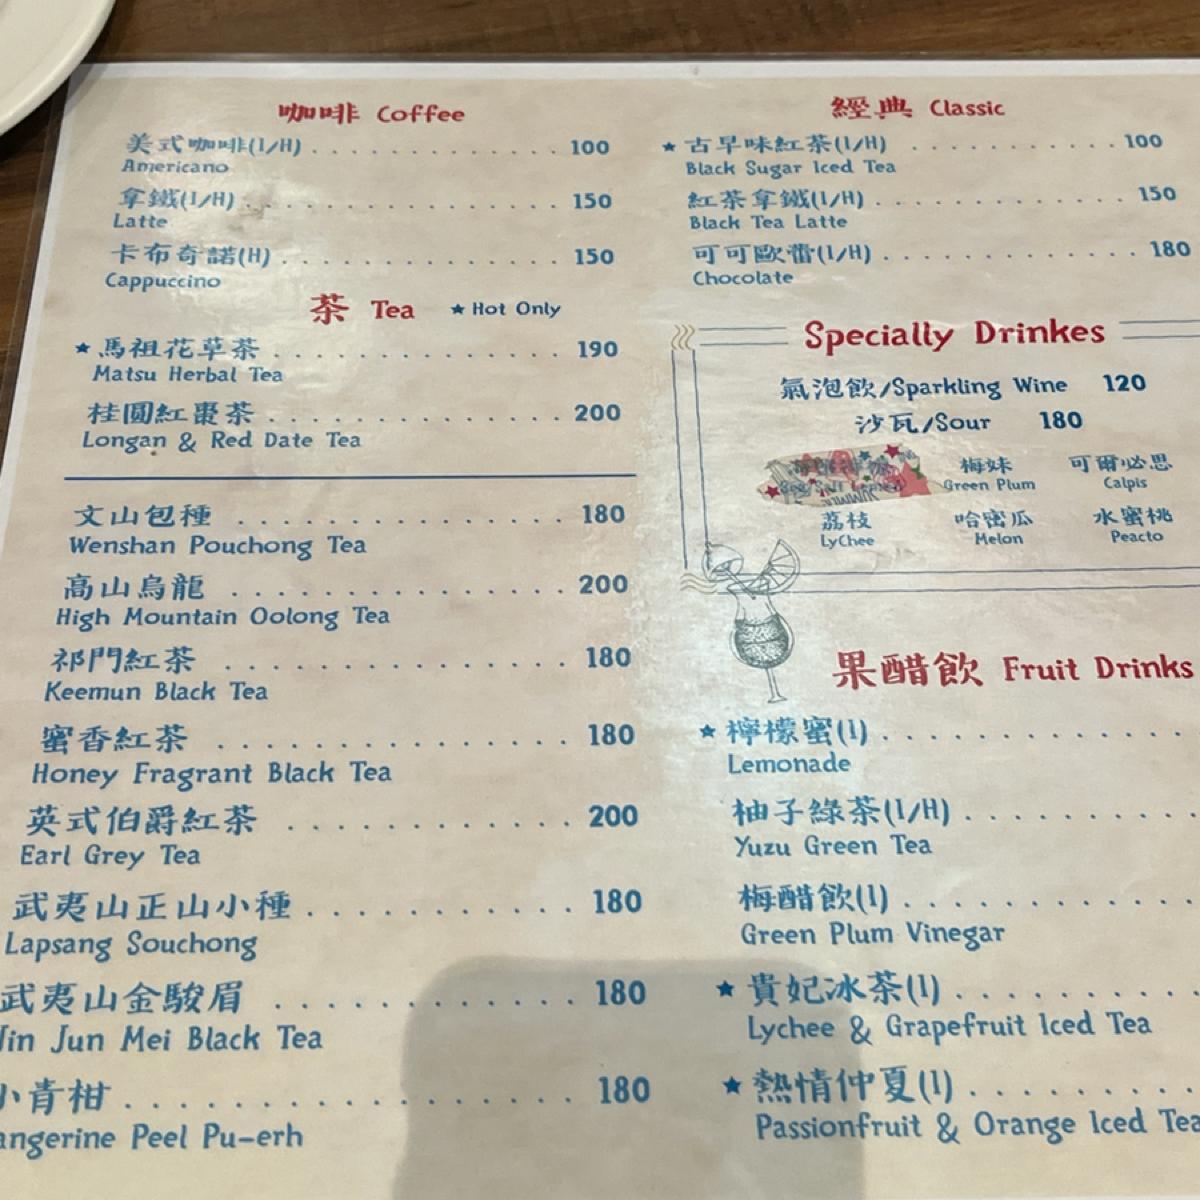 咖啡 Coffee
美式咖啡(I/H) 100
Americano
拿鐵(I/H) 150
Latte
卡布奇諾(H) 150
Cappuccino
茶 Tea ★ Hot Only
★ 馬祖花草茶 190
Matsu Herbal Tea
桂圓紅棗茶 200
Longan & Red Date Tea
文山包種 180
Wenshan Pouchong Tea
高山烏龍 200
High Mountain Oolong Tea
祁門紅茶 180
Keemun Black Tea
蜜香紅茶 180
Honey Fragrant Black Tea
英式伯爵紅茶 200
Earl Grey Tea
武夷山正山小種 180
Lapsang Souchong
武夷山金駿眉 180
Jin Jun Mei Black Tea
小青柑 180
angerine Peel Pu-erh
經典 Classic
★ 古早味紅茶(I/H) 100
Black Sugar Iced Tea
紅茶拿鐵(I/H) 150
Black Tea Latte
可可歐蕾(I/H) 180
Chocolate
Specially Drinkes
氣泡飲/Sparkling Wine 120
沙瓦/Sour 180
梅妹 可爾必思
Green Plum Calpis
荔枝 哈密瓜 水蜜桃
LyChee Melon Peacto
果醋飲 Fruit Drinks
★ 檸檬蜜(I)
Lemonade
柚子綠茶(I/H)
Yuzu Green Tea
梅醋飲(I)
Green Plum Vinegar
★ 貴妃冰茶(I)
Lychee & Grapefruit Iced Tea
★ 熱情仲夏(I)
Passionfruit & Orange Iced Tea